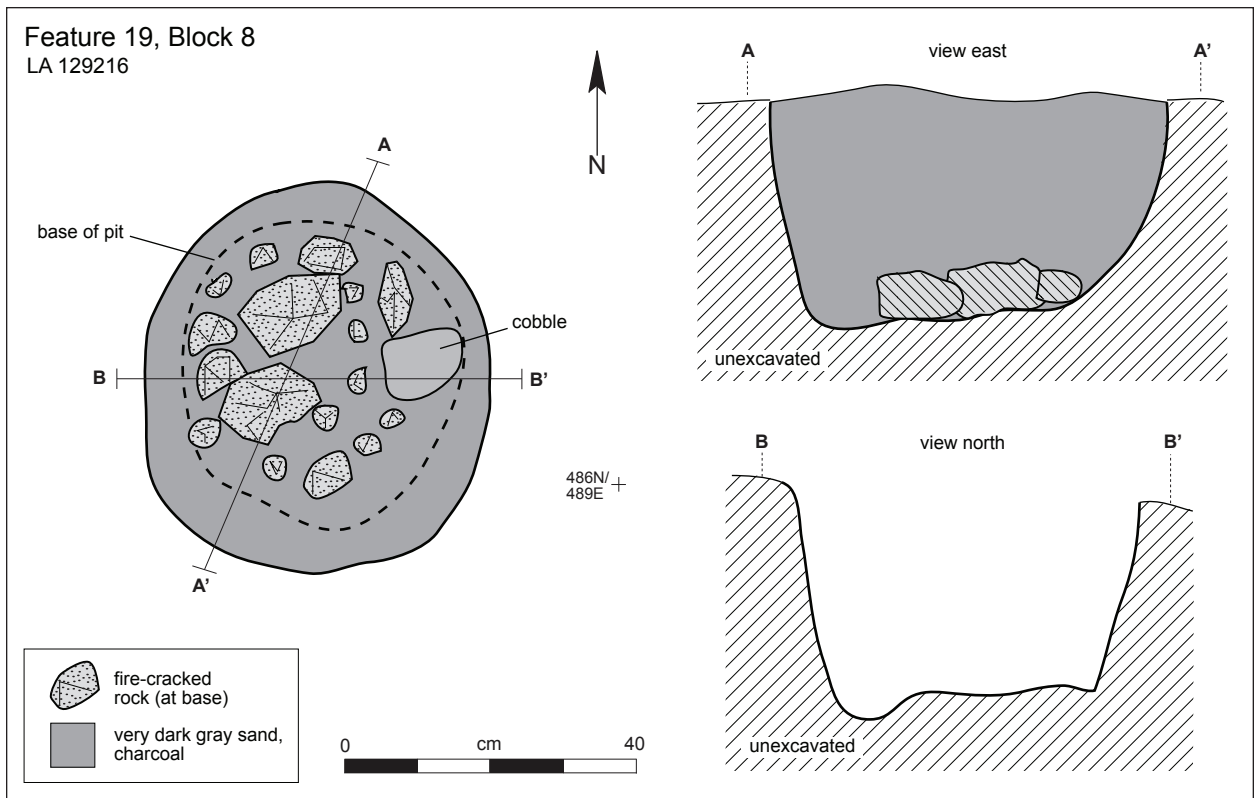 Feature 19, Block 8
LA 129216
A
view east
A'
N
A
base of pit
cobble
unexcavated
B
B'
A'
486N/
489E
B
view north
B'
unexcavated
fire-cracked
rock (at base)
very dark gray sand,
charcoal
0
cm
40